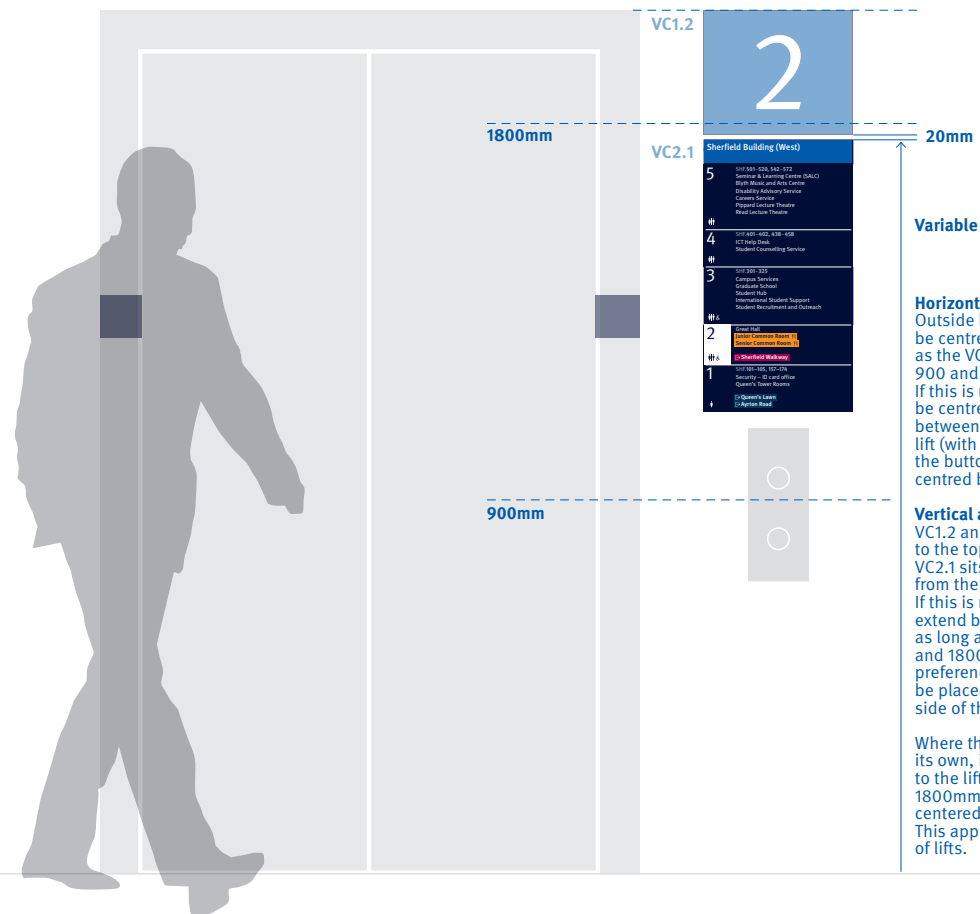 VC1.2
2
1800mm
20mm
VC2.1
Sherfield Building (West)
5
SHF.501–520, 542–572
Seminar & Learning Centre (SALC)
Blyth Music and Arts Centre
Disability Advisory Service
Careers Service
Pippard Lecture Theatre
Read Lecture Theatre
4
SHF.401–402, 438–458
ICT Help Desk
Student Counselling Service
3
SHF.301–325
Campus Services
Graduate School
Student Hub
International Student Support
Student Recruitment and Outreach
2
Great Hall
Junior Common Room
Senior Common Room
Sherfield Walkway
1
SHF.101–105, 157–174
Security – ID card office
Queen's Tower Rooms
Queen's Lawn
Ayrton Road
900mm
Variable
Horizont
Outside
be centre
as the VC
900 and
If this is
be centre
between
lift (with
the butto
centred b
Vertical a
VC1.2 an
to the top
VC2.1 sits
from the
If this is
extend b
as long a
and 180
preferenc
be place
side of th
Where th
its own,
to the lift
1800mm
centered
This app
of lifts.